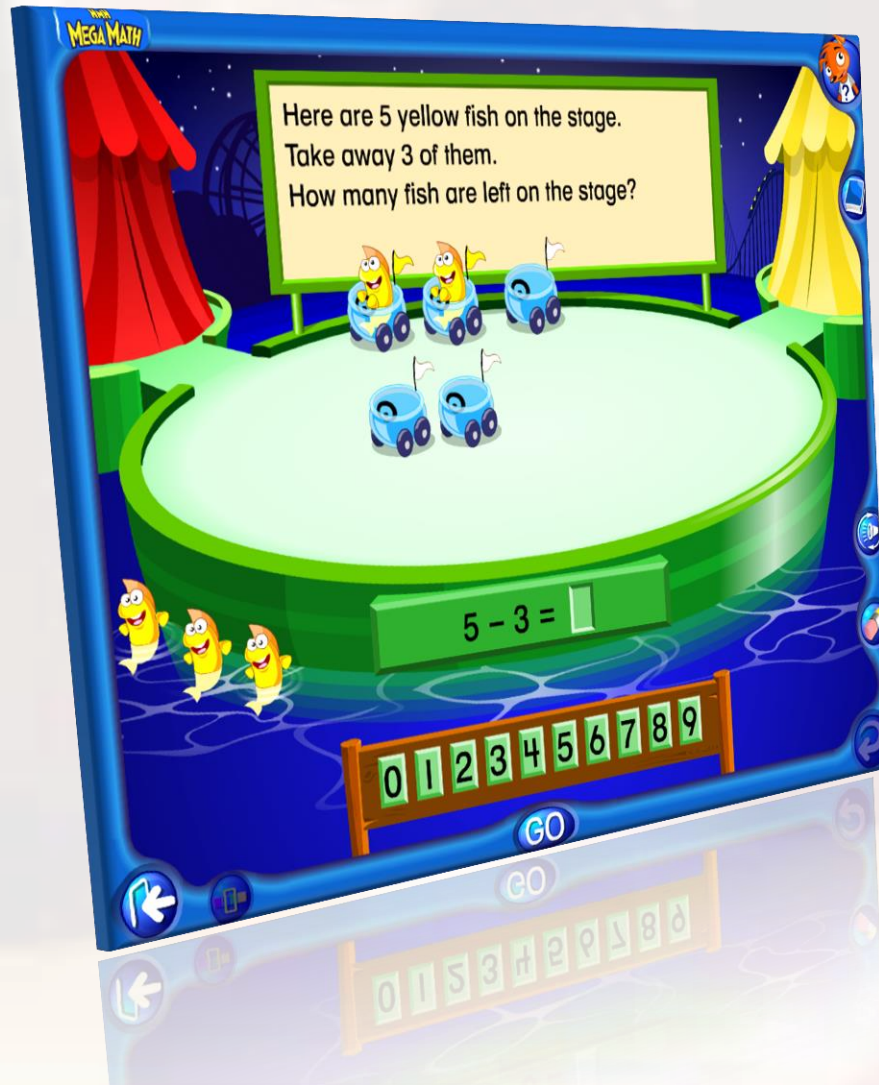 HMH
MEGA MATH
?
Here are 5 yellow fish on the stage.
Take away 3 of them.
How many fish are left on the stage?
5 – 3 =
0 1 2 3 4 5 6 7 8 9
GO